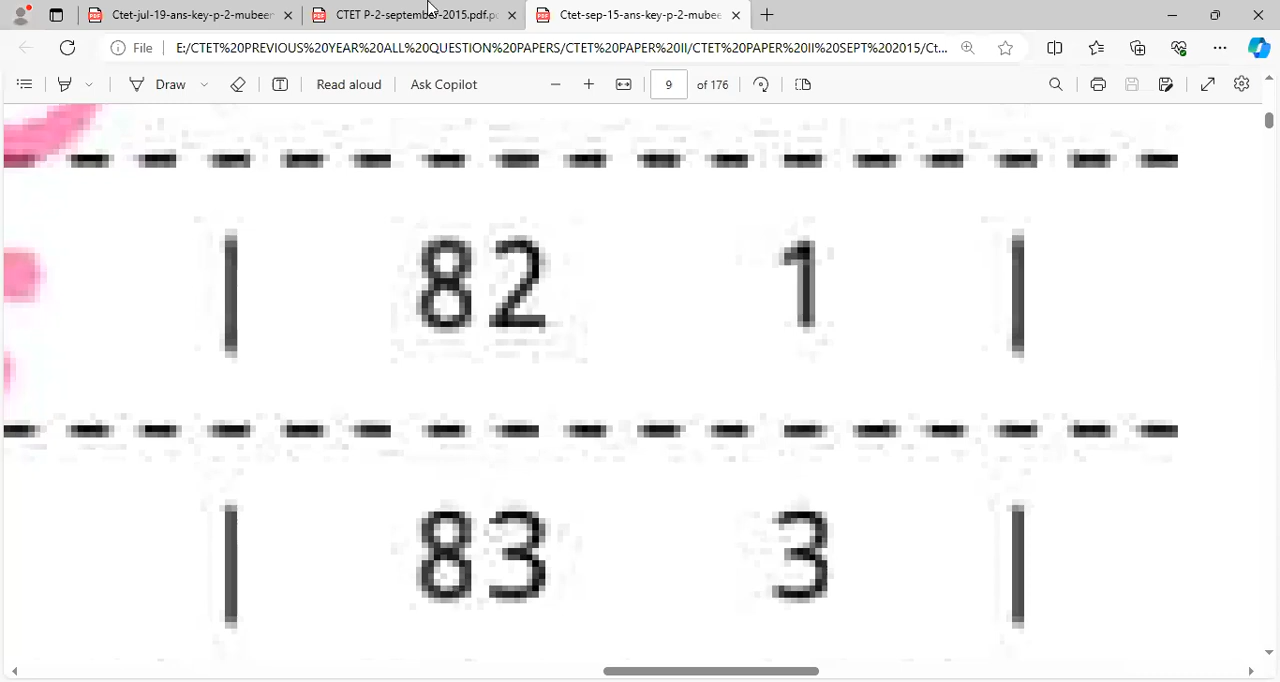 Ctet-jul-19-ans-key-p-2-mubeer
CTET P-2-september-2015.pdf.pc
Ctet-sep-15-ans-key-p-2-mubee
File
E:/CTET%20PREVIOUS%20YEAR%20ALL%20QUESTION%20PAPERS/CTET%20PAPER%20II/CTET%20PAPER%20II%20SEPT%202015/Ct...
Draw
Read aloud
Ask Copilot
9 of 176
82 1
83 3